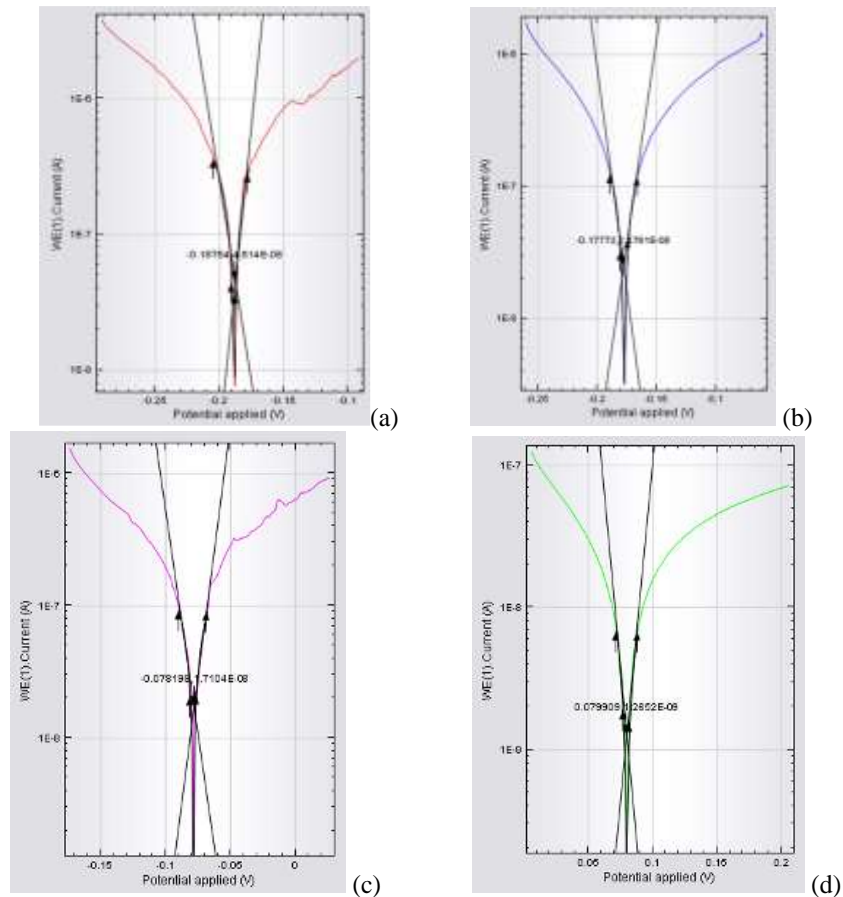 1E-6
WE(1).Current (A)
1E-7
1E-8
-0.25 -0.2 -0.15 -0.1
Potential applied (V)
(a)
1E-6
WE(1).Current (A)
1E-7
1E-8
-0.25 -0.2 -0.15 -0.1
Potential applied (V)
(b)
1E-6
WE(1).Current (A)
1E-7
-0.078198, 1.7104E-08
1E-8
-0.15 -0.1 -0.05 0
Potential applied (V)
(c)
1E-7
WE(1).Current (A)
1E-8
0.079909
1E-9
0.05 0.1 0.15 0.2
Potential applied (V)
(d)